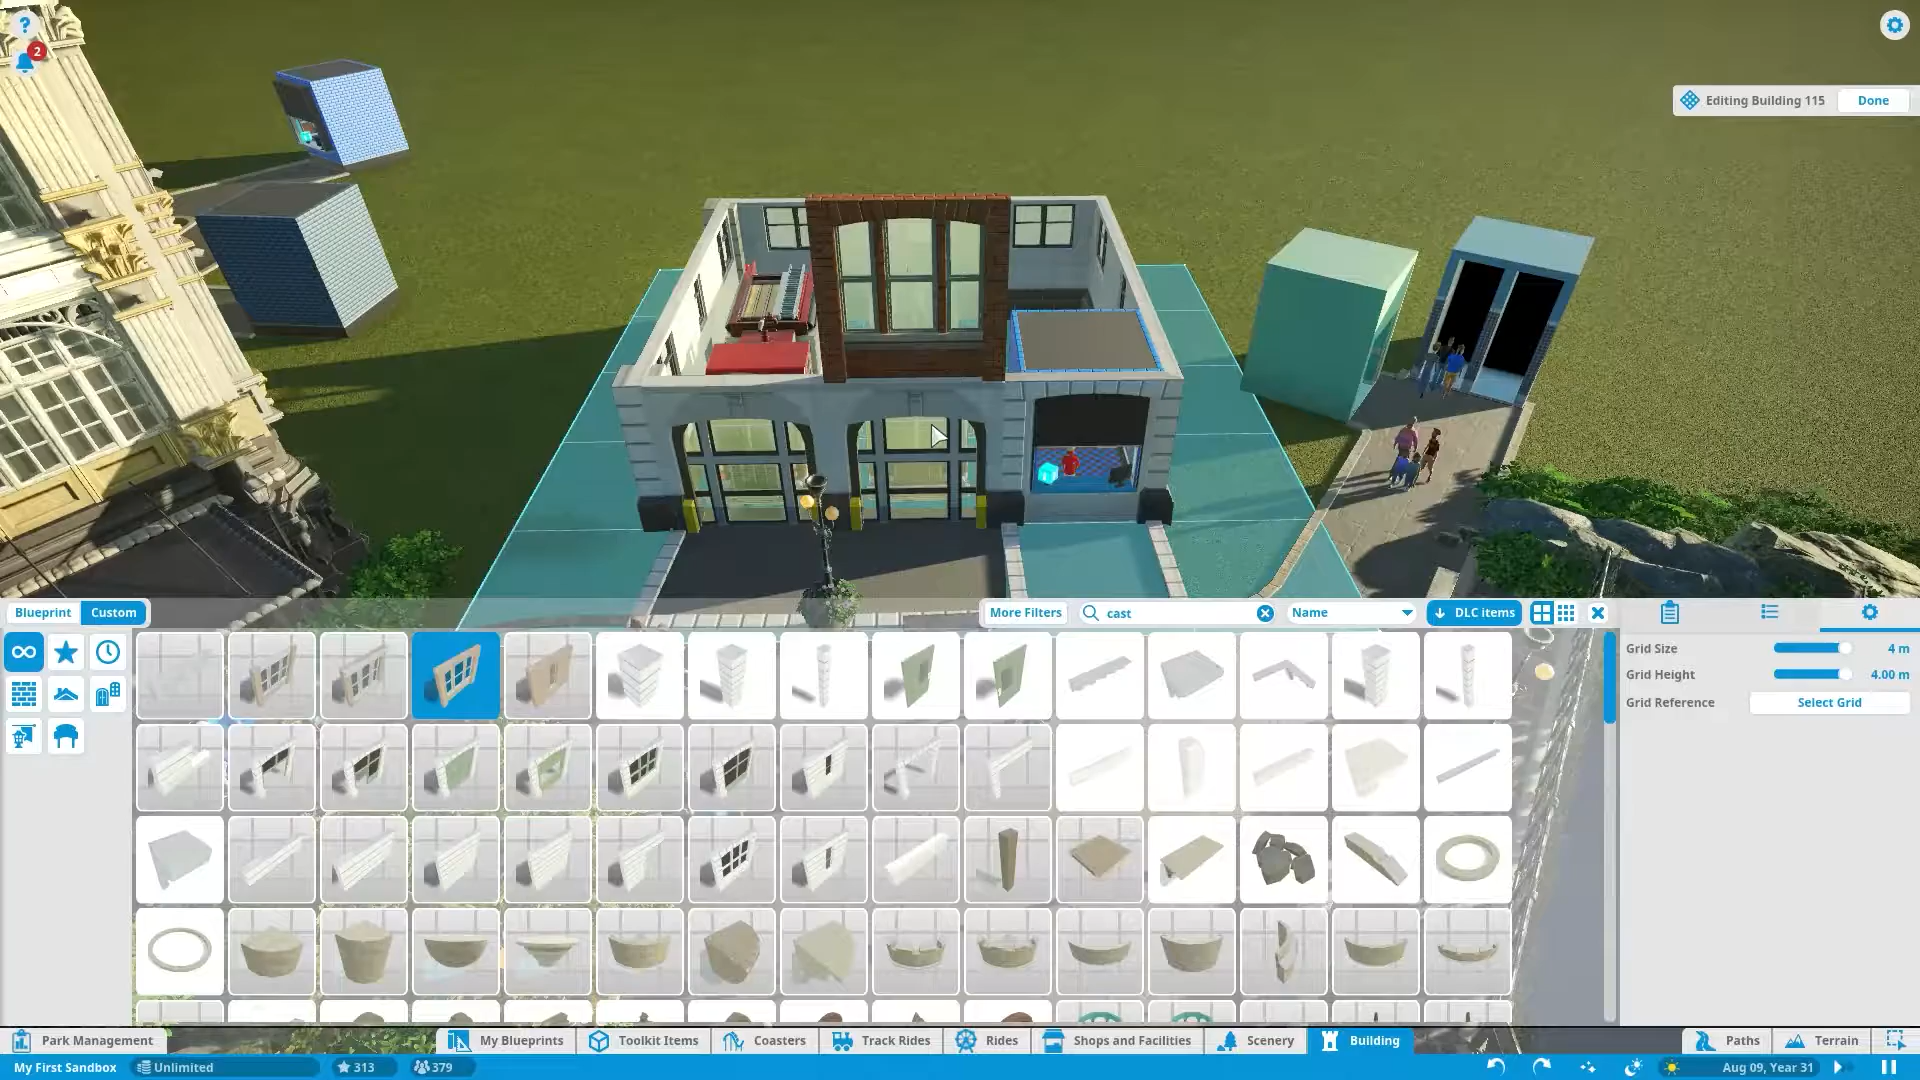 ?
2
Editing Building 115
Done
Blueprint
Custom
More Filters
cast
Name
DLC items
Grid Size
4 m
Grid Height
4.00 m
Grid Reference
Select Grid
Park Management
My Blueprints
Toolkit Items
Coasters
Track Rides
Rides
Shops and Facilities
Scenery
Building
Paths
Terrain
My First Sandbox
Unlimited
313
379
Aug 09, Year 31